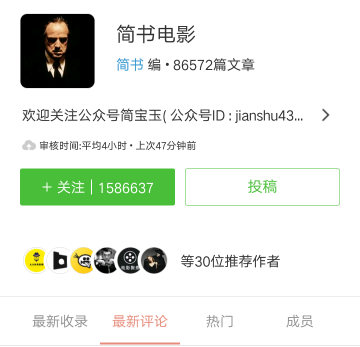 简书电影
简书 编 • 86572篇文章
欢迎关注公众号简宝玉( 公众号ID : jianshu43...
审核时间:平均4小时 • 上次47分钟前
+ 关注 | 1586637
投稿
等30位推荐作者
最新收录 最新评论 热门 成员